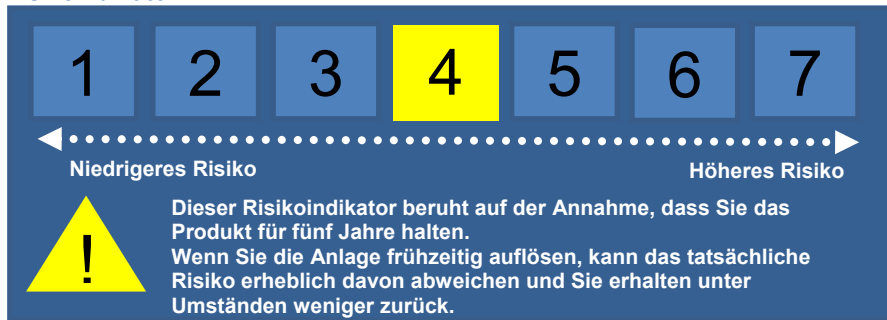 1 2 3 4 5 6 7
Niedrigeres Risiko Höheres Risiko
! Dieser Risikoindikator beruht auf der Annahme, dass Sie das
Produkt für fünf Jahre halten.
Wenn Sie die Anlage frühzeitig auflösen, kann das tatsächliche
Risiko erheblich davon abweichen und Sie erhalten unter
Umständen weniger zurück.